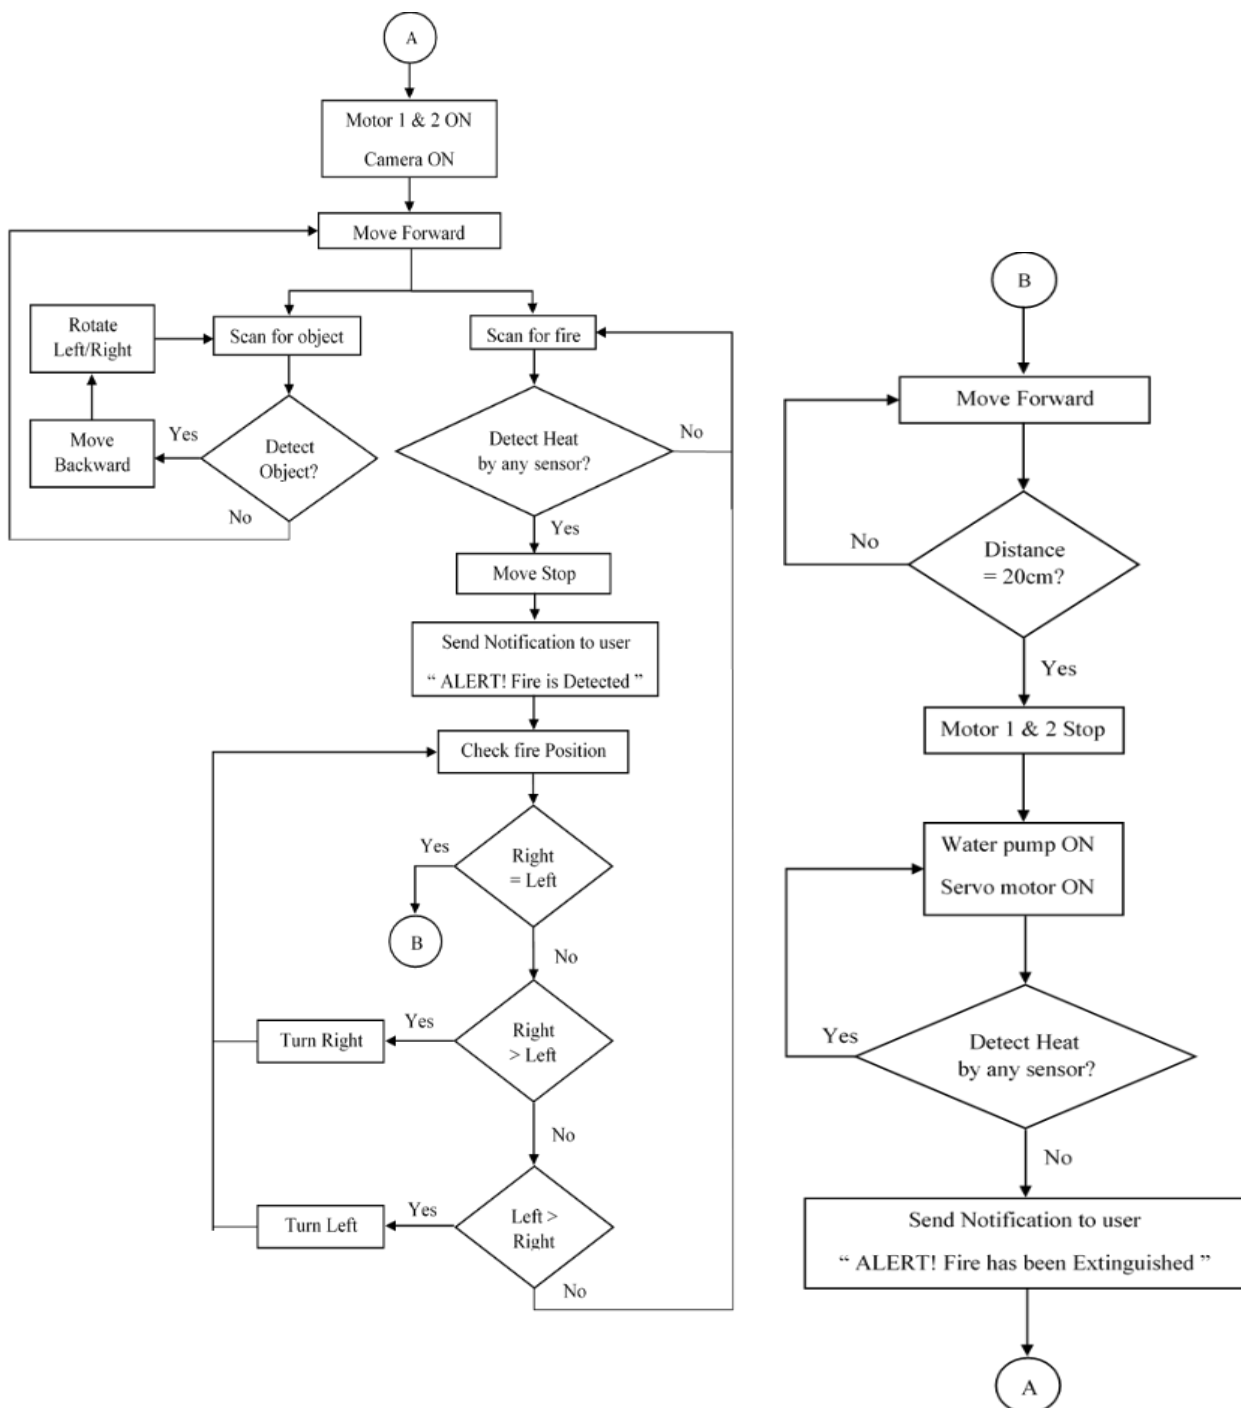 A
Motor 1 & 2 ON
Camera ON
Move Forward
Rotate
Left/Right
Scan for object
Scan for fire
Move
Backward
Yes
Detect
Object?
No
Detect Heat
by any sensor?
No
Yes
Move Stop
Send Notification to user
“ ALERT! Fire is Detected ”
Check fire Position
Yes
Right
= Left
B
No
Turn Right
Yes
Right
> Left
No
Turn Left
Yes
Left >
Right
No
B
Move Forward
No
Distance
= 20cm?
Yes
Motor 1 & 2 Stop
Water pump ON
Servo motor ON
Yes
Detect Heat
by any sensor?
No
Send Notification to user
“ ALERT! Fire has been Extinguished ”
A